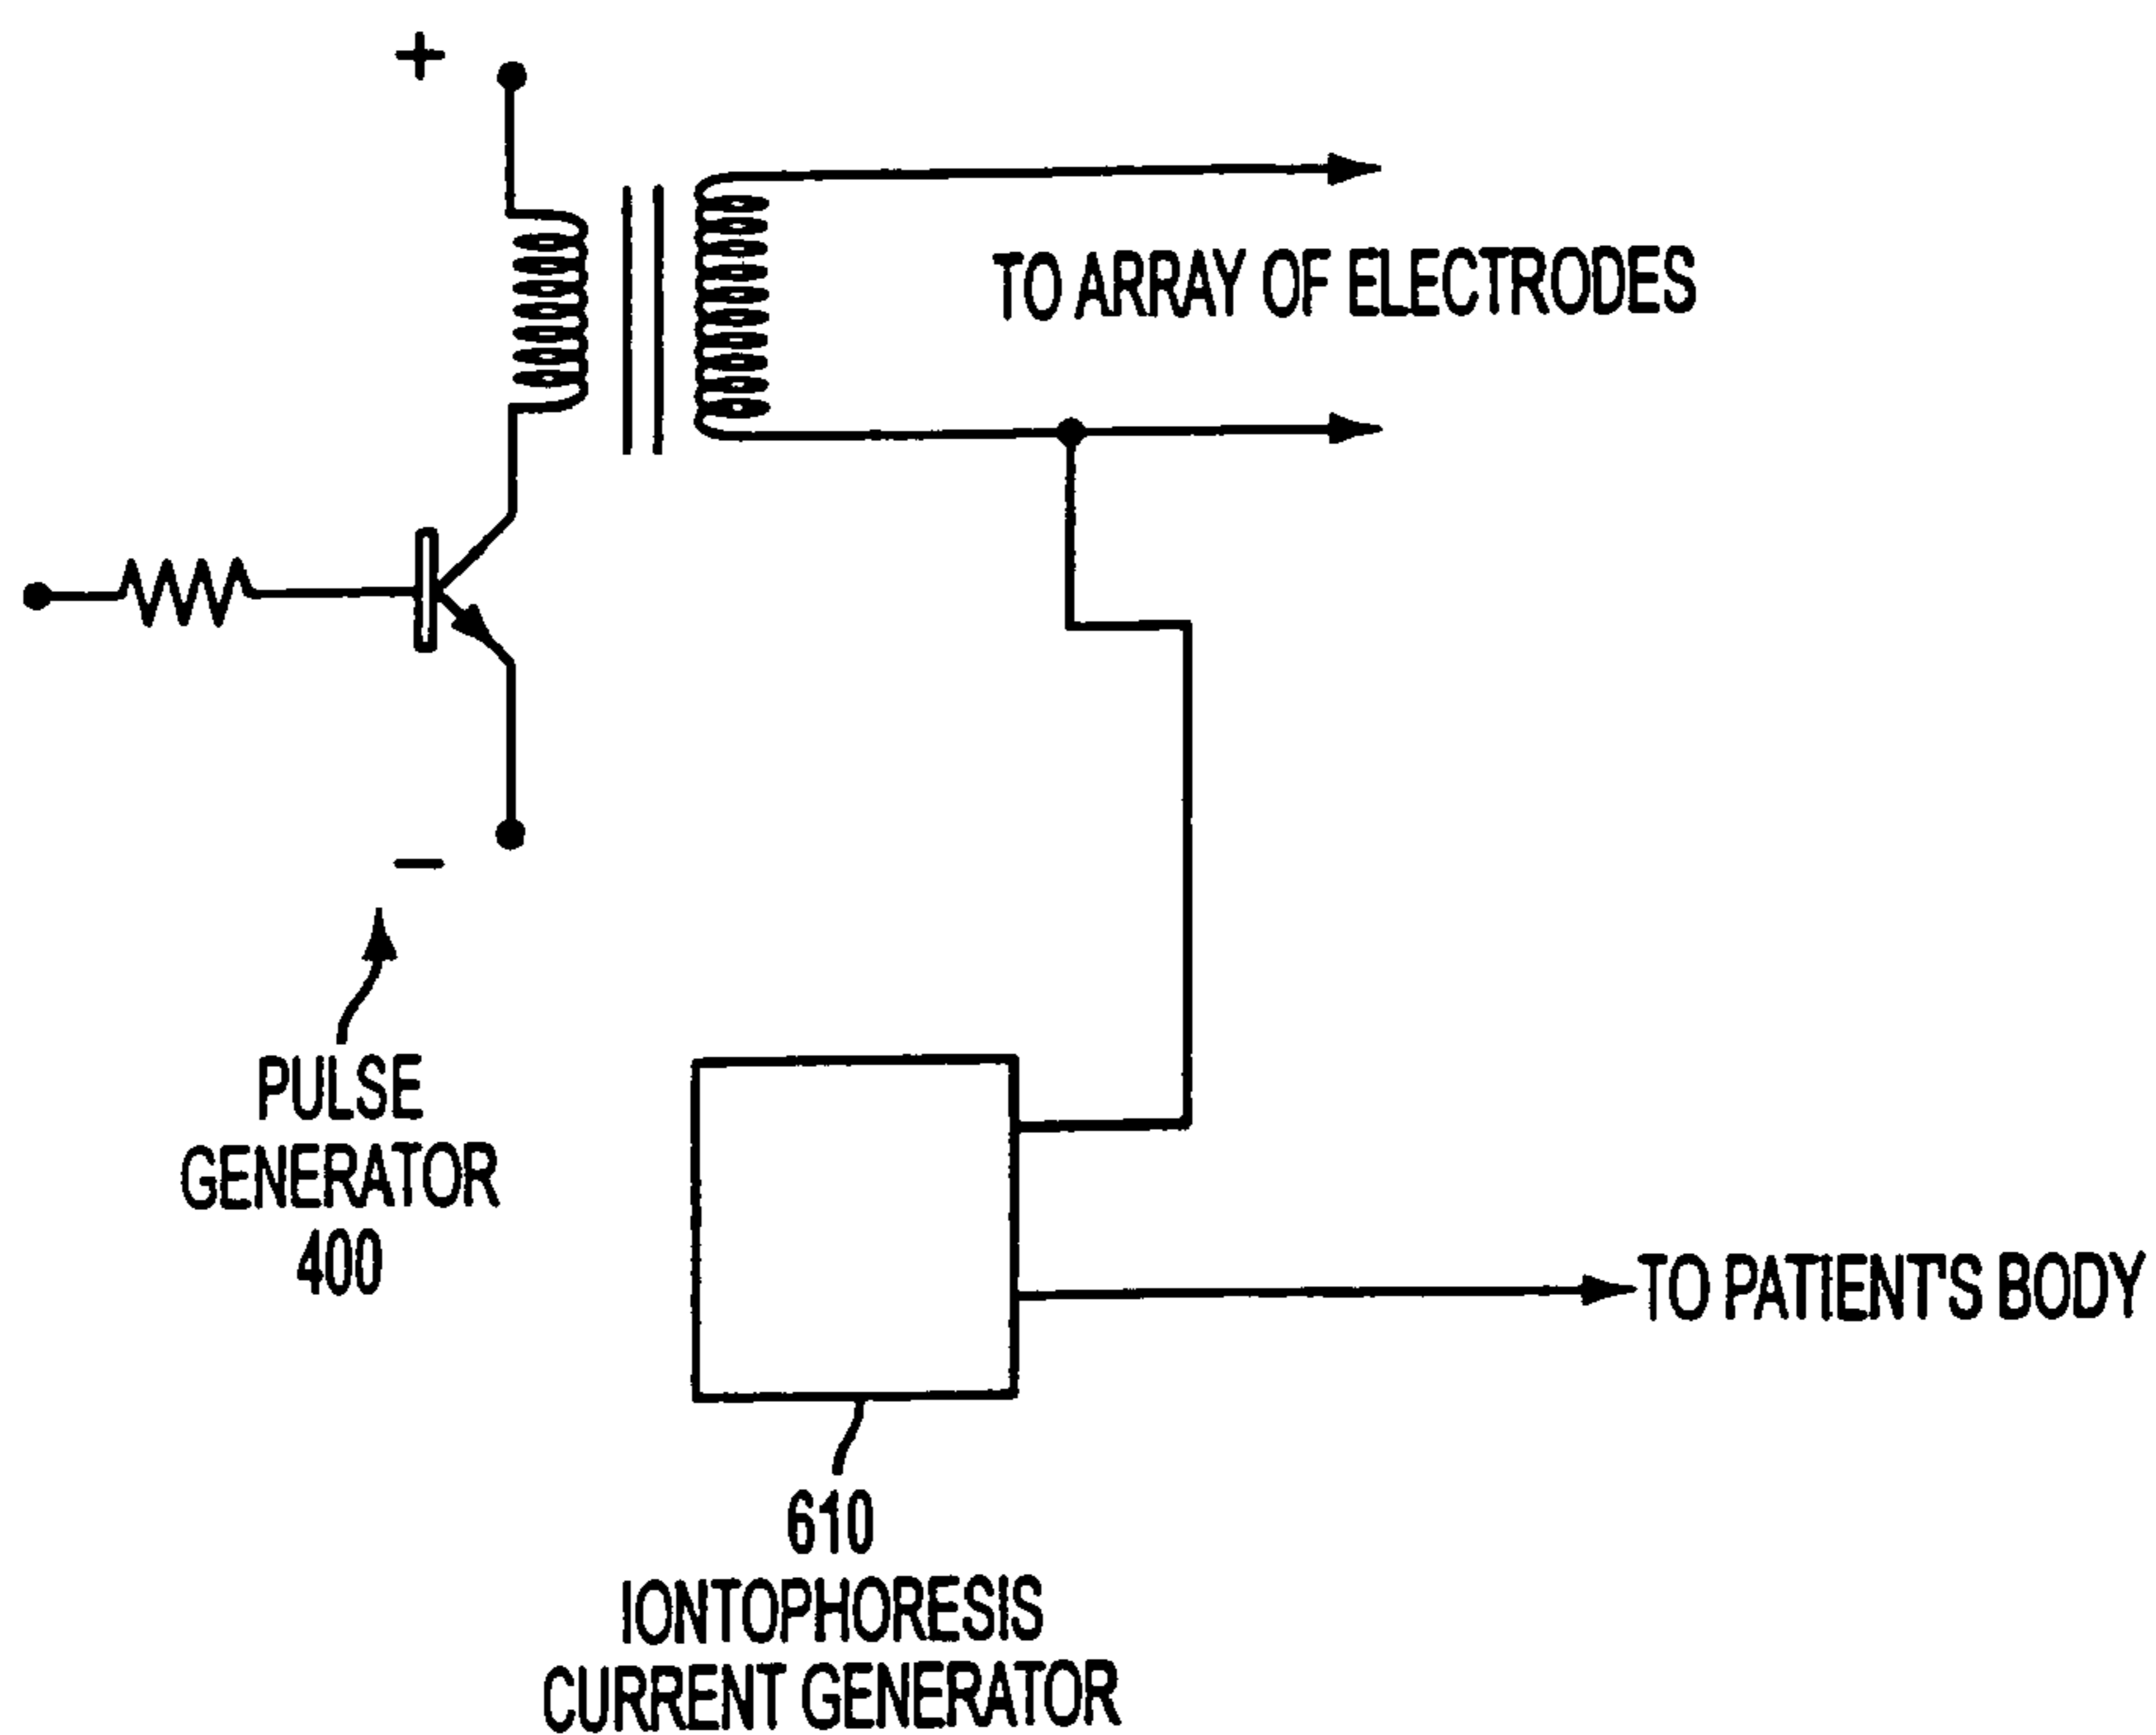 +
TO ARRAY OF ELECTRODES
−
PULSE
GENERATOR
400
TO PATIENT'S BODY
610
IONTOPHORESIS
CURRENT GENERATOR